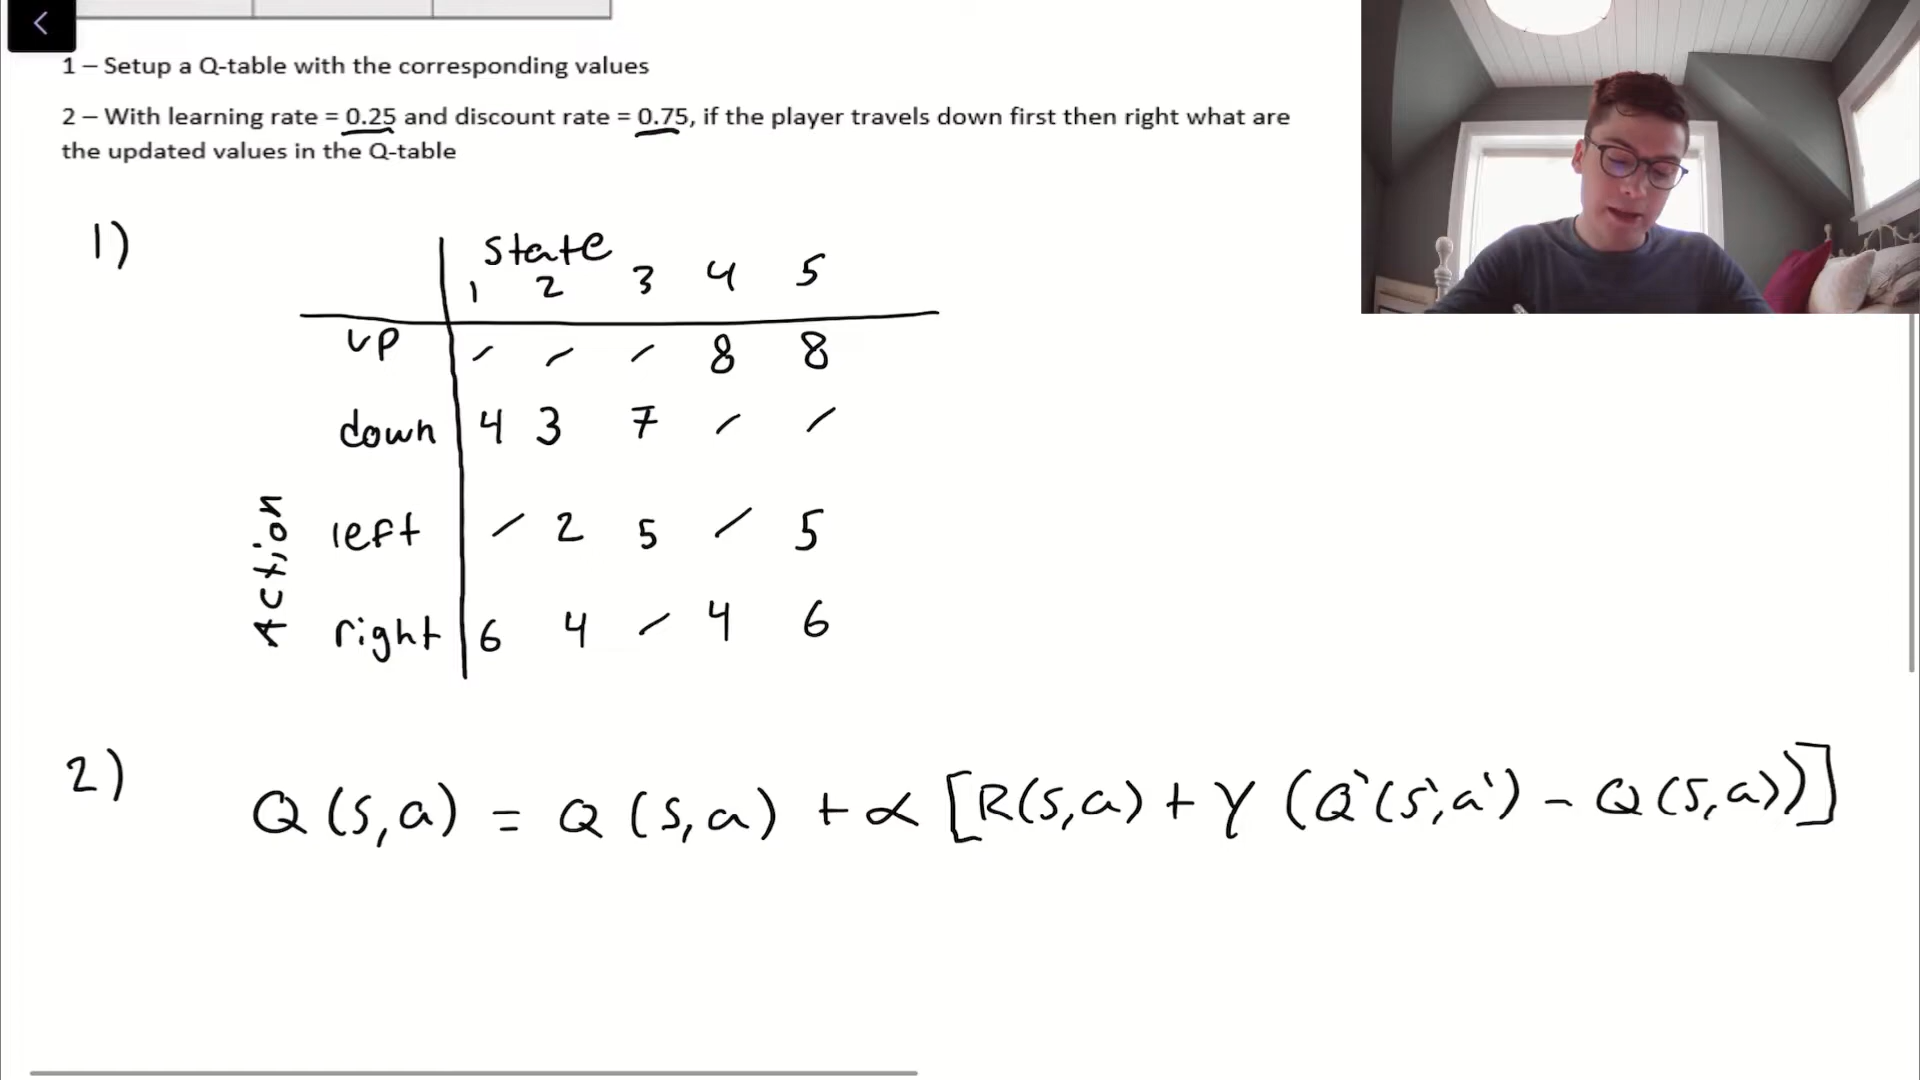 1 – Setup a Q-table with the corresponding values
2 – With learning rate = 0.25 and discount rate = 0.75, if the player travels down first then right what are
the updated values in the Q-table
1)
State
1 2 3 4 5
up / / / 8 8
down 4 3 7 / /
left / 2 5 / 5
right 6 4 / 4 6
Action
2)
Q (s,a) = Q (s,a) + α [R(s,a) + γ (Q'(s',a') - Q(s,a))]